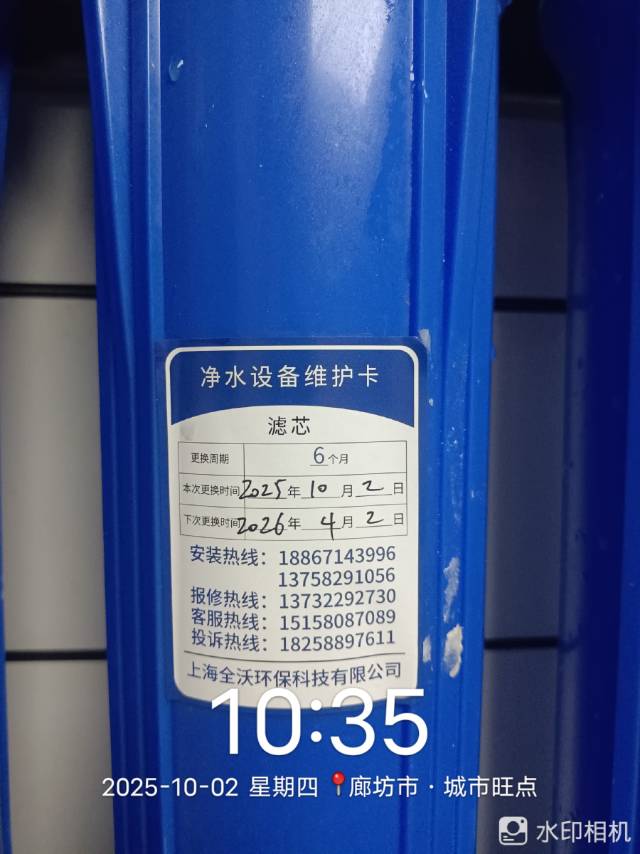 净水设备维护卡
滤芯
更换周期 6个月
本次更换时间2025年10月2日
下次更换时间2026年4月2日
安装热线：18867143996
13758291056
报修热线：13732292730
客服热线：15158087089
投诉热线：18258897611
上海全沃环保科技有限公司
10:35
2025-10-02 星期四 📍廊坊市·城市旺点
水印相机